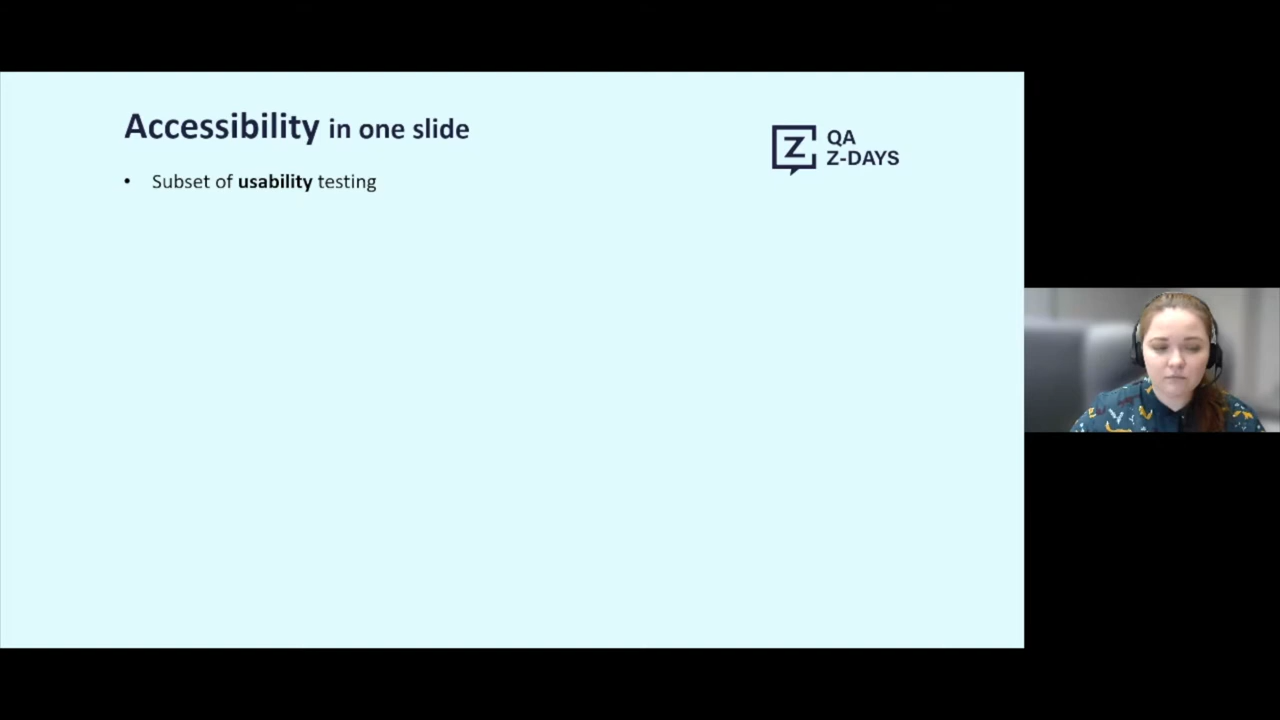 Accessibility in one slide
• Subset of usability testing
Z QA
Z-DAYS